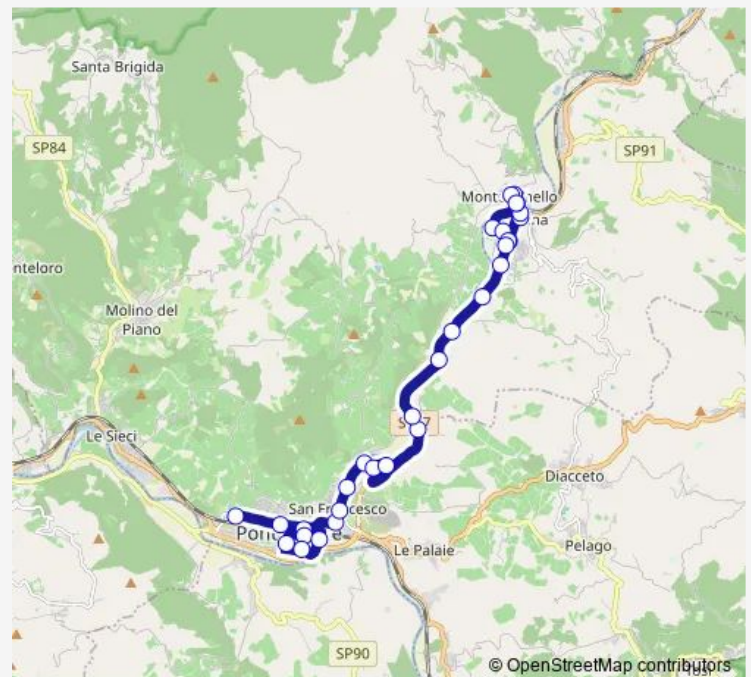 Santa Brigida
SP84
SP91
nteloro
Molino del
Piano
Le Sieci
Diacceto
San Francesco
Le Palaie
Pelago
SP90
© OpenStreetMap contributors